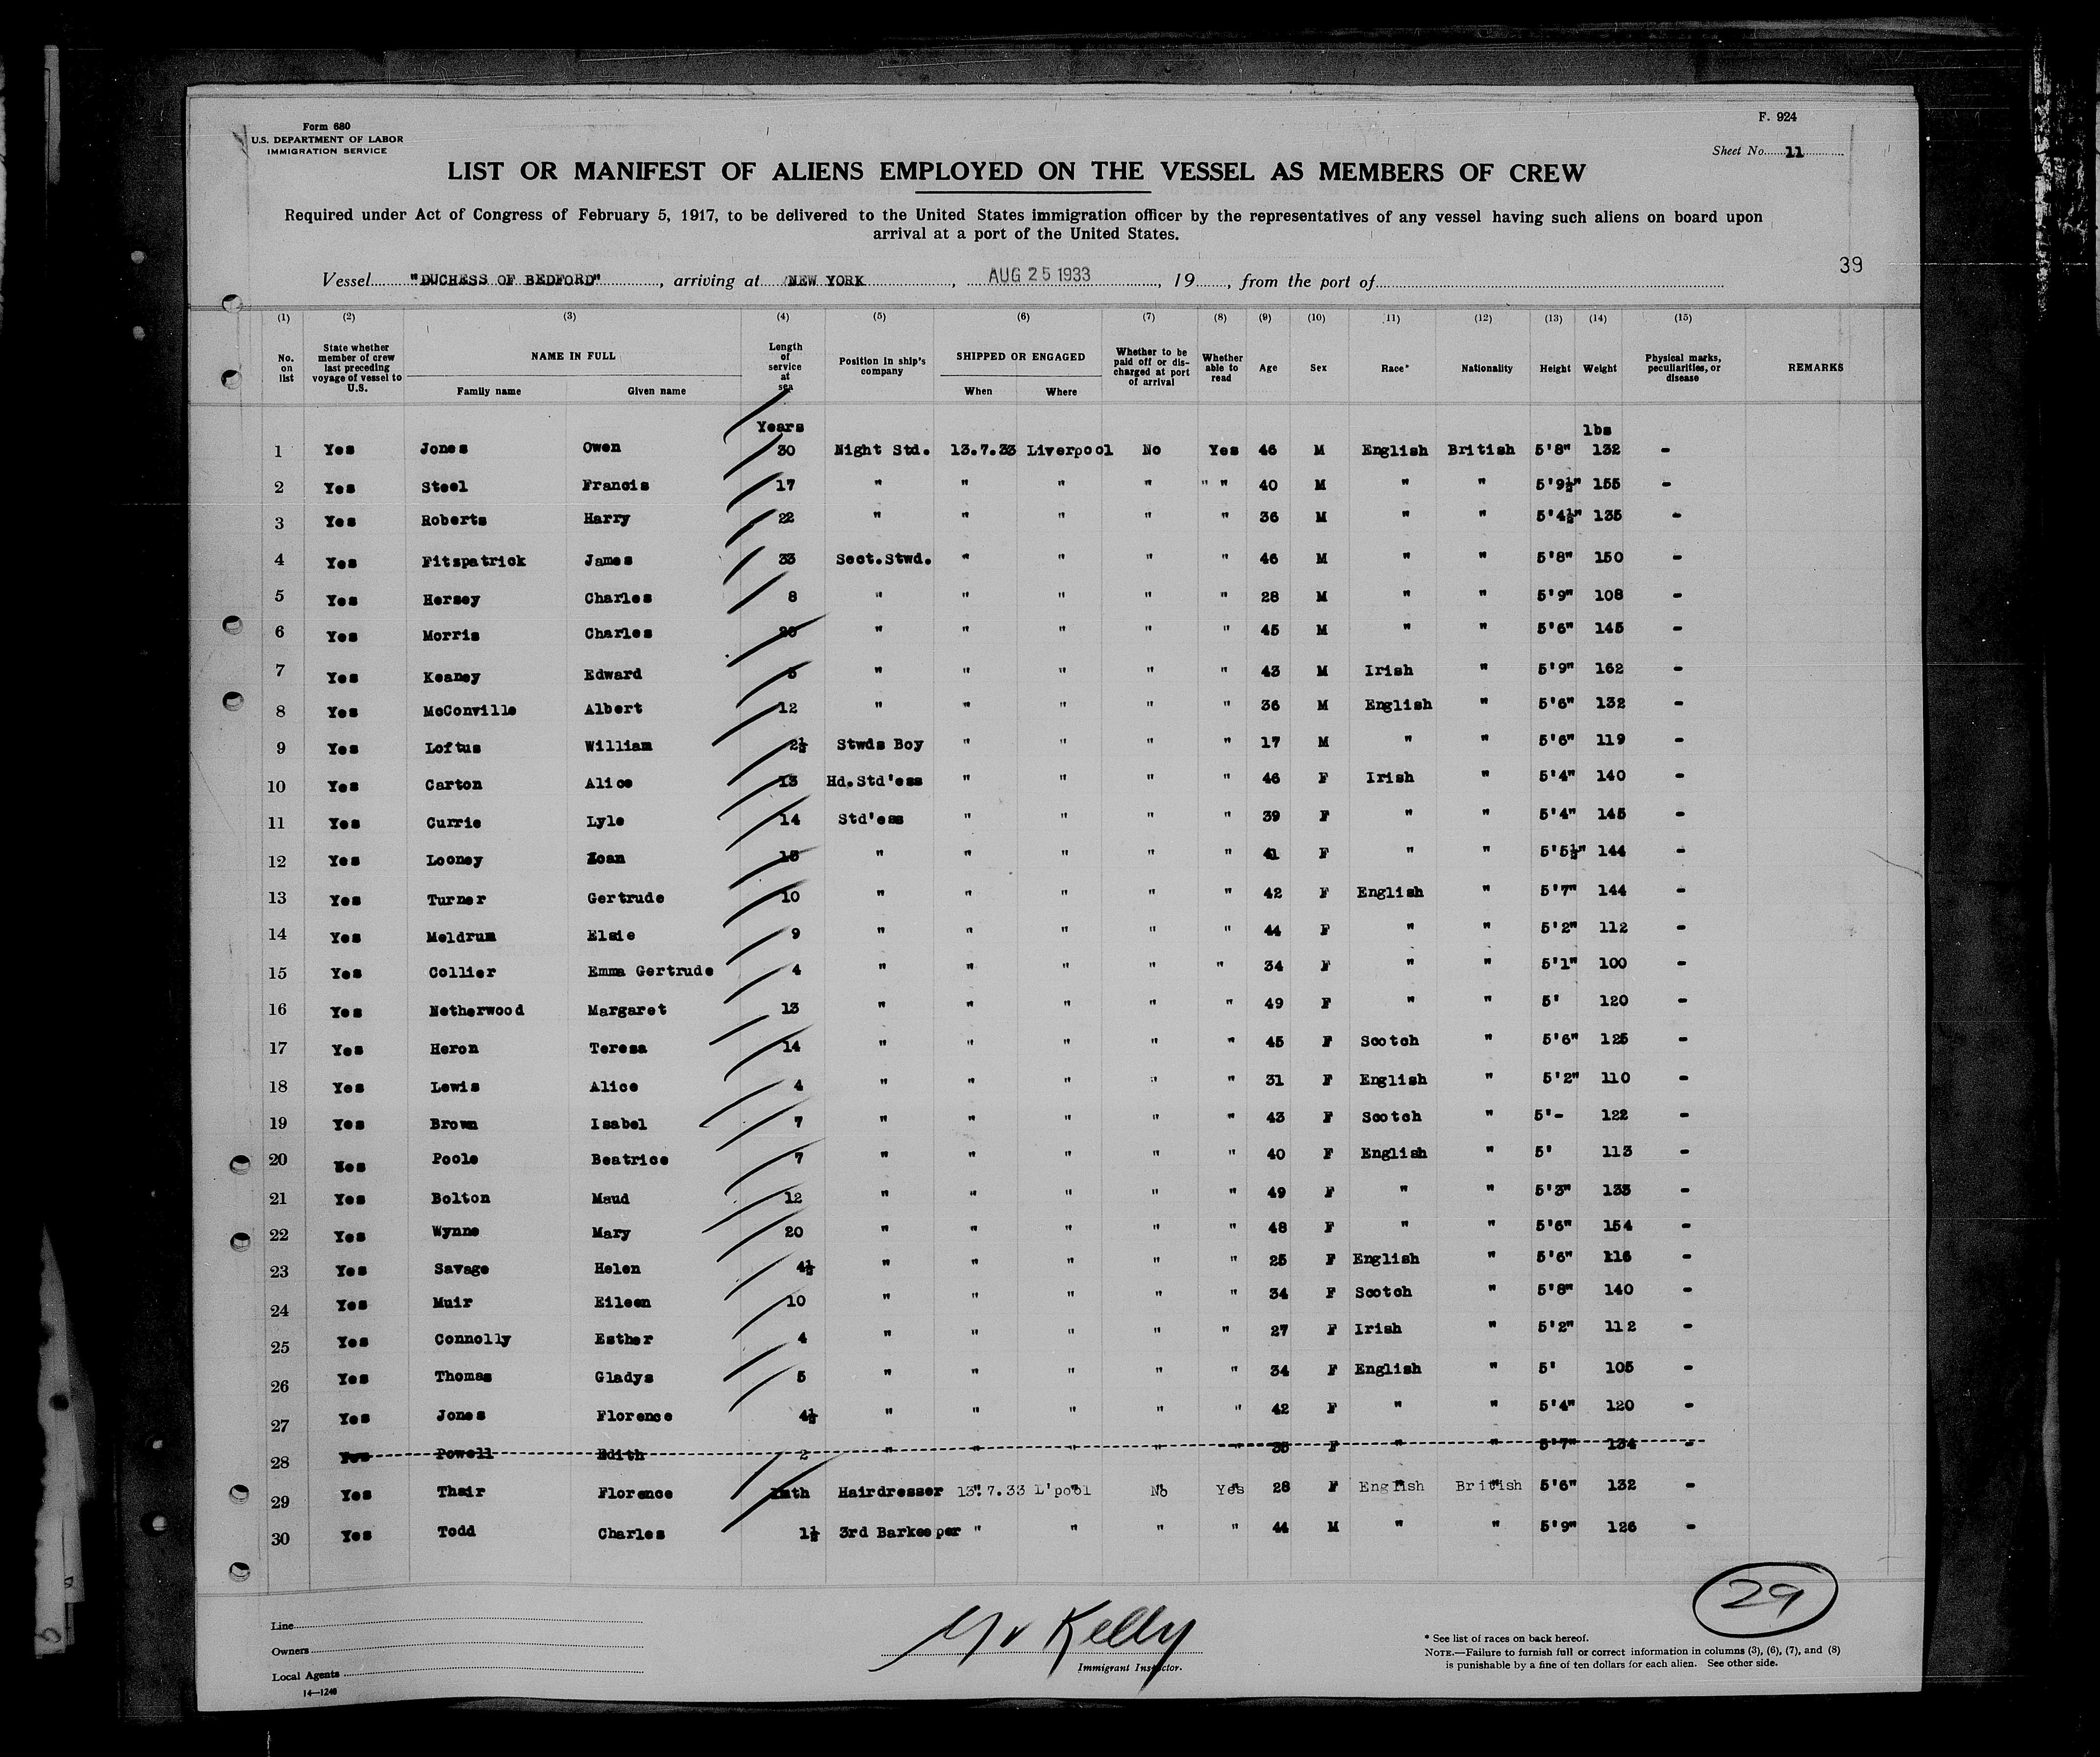 Form 680
U.S. DEPARTMENT OF LABOR
IMMIGRATION SERVICE
F. 924
Sheet No. 11
LIST OR MANIFEST OF ALIENS EMPLOYED ON THE VESSEL AS MEMBERS OF CREW
Required under Act of Congress of February 5, 1917, to be delivered to the United States immigration officer by the representatives of any vessel having such aliens on board upon
arrival at a port of the United States.
39
Vessel "DUCHESS OF BEDFORD", arriving at NEW YORK, AUG 25 1933, 19, from the port of
(1) (2) (3) (4) (5) (6) (7) (8) (9) (10) 11) (12) (13) (14) (15)
No. on list State whether member of crew last preceding voyage of vessel to U.S. NAME IN FULL Family name Given name Length of service at sea Position in ship's company SHIPPED OR ENGAGED When Where Whether to be paid off or discharged at port of arrival Whether able to read Age Sex Race* Nationality Height Weight Physical marks, peculiarities, or disease REMARKS
Years lbs
1 Yes Jones Owen 30 Night Std. 13.7.33 Liverpool No Yes 46 M English British 5'8" 132 -
2 Yes Steel Francis 17 " " " " " " 40 M " " 5'9½" 155 -
3 Yes Roberts Harry 22 " " " " " 36 M " " 5'4½" 135 -
4 Yes Fitspatrick James 33 Sect.Stwd. " " " " 46 M " " 5'8" 150 -
5 Yes Hersey Charles 8 " " " " " 28 M " " 5'9" 108 -
6 Yes Morris Charles " " " " " 45 M " " 5'6" 145 -
7 Yes Keaney Edward " " " " " 43 M Irish " 5'9" 162 -
8 Yes McConville Albert 12 " " " " " 36 M English " 5'6" 132 -
9 Yes Loftus William 2½ Stwds Boy " " " " 17 M " " 5'6" 119 -
10 Yes Carton Alice 13 Hd.Std'ess " " " " 46 F Irish " 5'4" 140 -
11 Yes Currie Lyle 14 Std'ess " " " " 39 F " " 5'4" 145 -
12 Yes Looney Zoan " " " " " 41 F " " 5'5½" 144 -
13 Yes Turner Gertrude 10 " " " " " 42 F English " 5'7" 144 -
14 Yes Meldrum Elsie 9 " " " " " 44 F " " 5'2" 112 -
15 Yes Collier Emma Gertrude 4 " " " " " 34 F " " 5'1" 100 -
16 Yes Netherwood Margaret 13 " " " " " 49 F " " 5' 120 -
17 Yes Heron Teresa 14 " " " " " 45 F Scotch " 5'6" 125 -
18 Yes Lewis Alice 4 " " " " " 31 F English " 5'2" 110 -
19 Yes Brown Isabel 7 " " " " " 43 F Scotch " 5'- 122 -
20 Yes Poole Beatrice 7 " " " " " 40 F English " 5' 113 -
21 Yes Bolton Maud 12 " " " " " 49 F " " 5'3" 133 -
22 Yes Wynne Mary 20 " " " " " 48 F " " 5'6" 154 -
23 Yes Savage Helen 4½ " " " " " 25 F English " 5'6" 116 -
24 Yes Muir Eileen 10 " " " " " 34 F Scotch " 5'8" 140 -
25 Yes Connolly Esther 4 " " " " " 27 F Irish " 5'2" 112 -
26 Yes Thomas Gladys 5 " " " " " 34 F English " 5' 105 -
27 Yes Jones Florence 4½ " " " " " 42 F " " 5'4" 120 -
28 Yes Powell Edith 2 " " " " " 35 F " " 5'7" 134 -
29 Yes Thair Florence Hairdresser 13.7.33 L'pool No Yes 28 F English British 5'6" 132 -
30 Yes Todd Charles 1½ 3rd Barkeeper " " " " 44 M " " 5'9" 126 -
29
Line
Owners
Local Agents
14—1240
Kelly
Immigrant Inspector.
* See list of races on back hereof.
NOTE.—Failure to furnish full or correct information in columns (3), (6), (7), and (8)
is punishable by a fine of ten dollars for each alien. See other side.